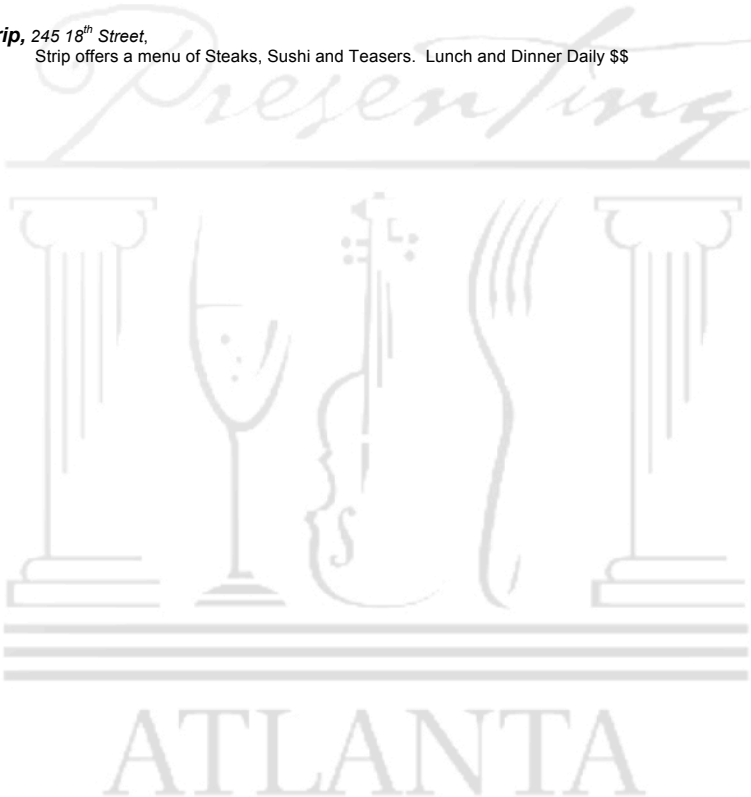 rip, 245 18th Street,
Strip offers a menu of Steaks, Sushi and Teasers. Lunch and Dinner Daily $$
Presenting
ATLANTA